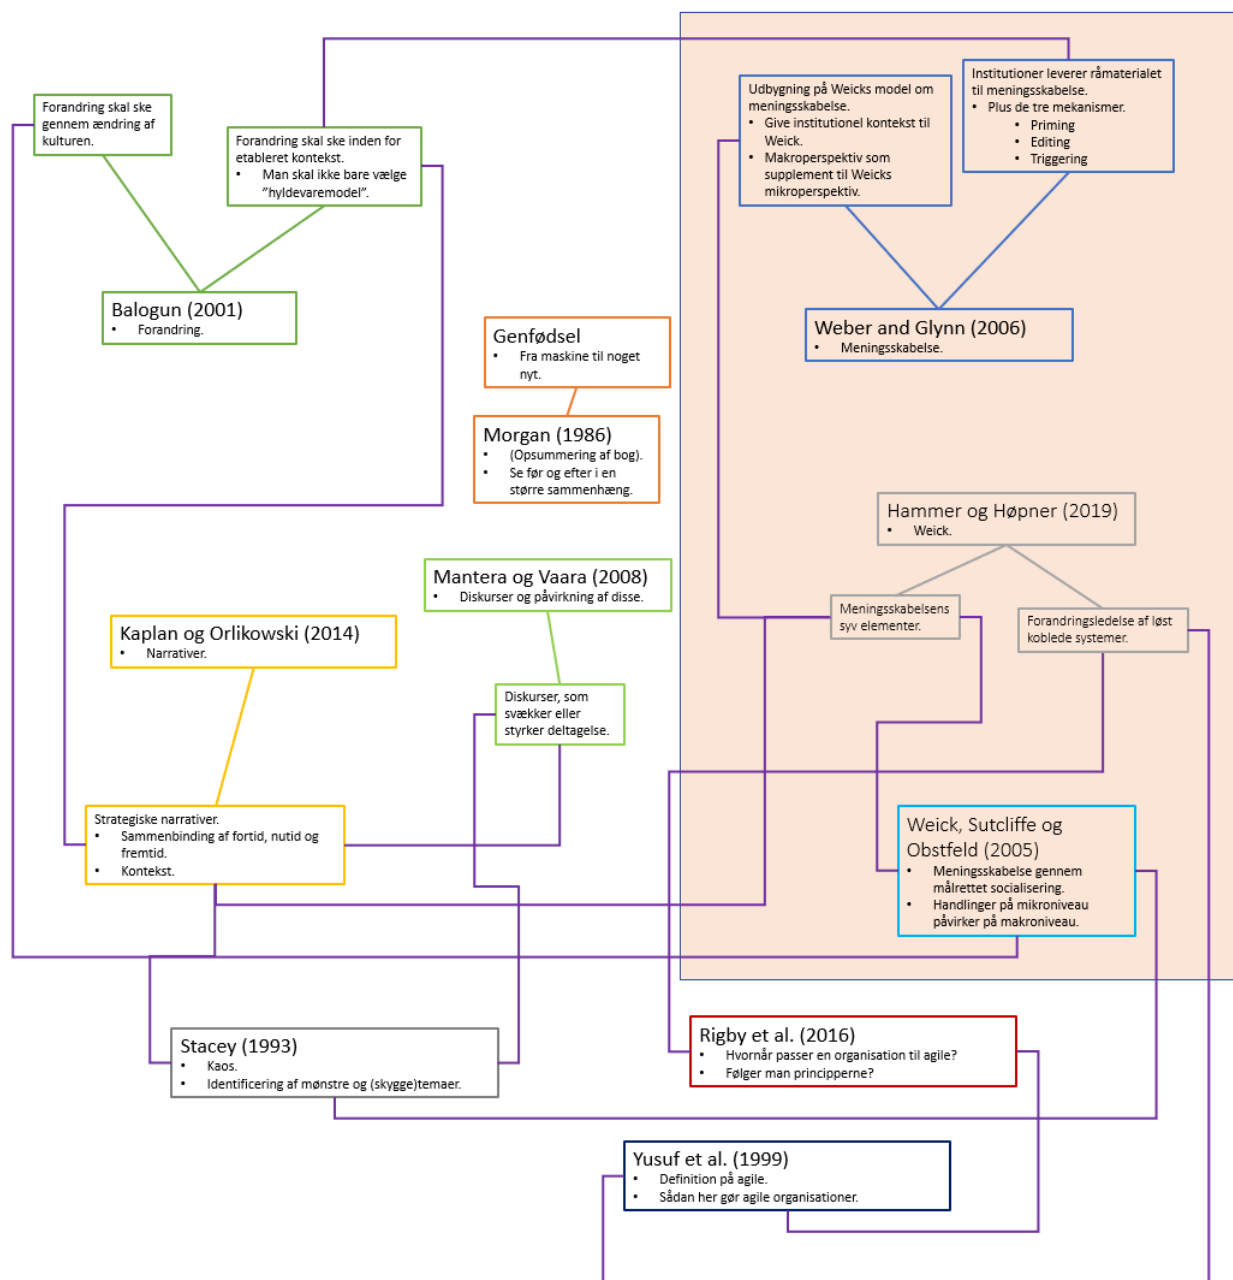 Forandring skal ske
gennem ændring af
kulturen.
Forandring skal ske inden for
etableret kontekst.
• Man skal ikke bare vælge
”hyldevaremodel”.
Balogun (2001)
• Forandring.
Udbygning på Weicks model om
meningsskabelse.
• Give institutionel kontekst til
Weick.
• Makroperspektiv som
supplement til Weicks
mikroperspektiv.
Institutioner leverer råmaterialet
til meningsskabelse.
• Plus de tre mekanismer.
• Priming
• Editing
• Triggering
Weber and Glynn (2006)
• Meningsskabelse.
Genfødsel
• Fra maskine til noget
nyt.
Morgan (1986)
• (Opsummering af bog).
• Se før og efter i en
større sammenhæng.
Hammer og Høpner (2019)
• Weick.
Meningsskabelsens
syv elementer.
Forandringsledelse af løst
koblede systemer.
Mantera og Vaara (2008)
• Diskurser og påvirkning af disse.
Kaplan og Orlikowski (2014)
• Narrativer.
Diskurser, som
svækker eller
styrker deltagelse.
Strategiske narrativer.
• Sammenbinding af fortid, nutid og
fremtid.
• Kontekst.
Weick, Sutcliffe og
Obstfeld (2005)
• Meningsskabelse gennem
målrettet socialisering.
• Handlinger på mikroniveau
påvirker på makroniveau.
Stacey (1993)
• Kaos.
• Identificering af mønstre og (skygge)temaer.
Rigby et al. (2016)
• Hvornår passer en organisation til agile?
• Følger man principperne?
Yusuf et al. (1999)
• Definition på agile.
• Sådan her gør agile organisationer.